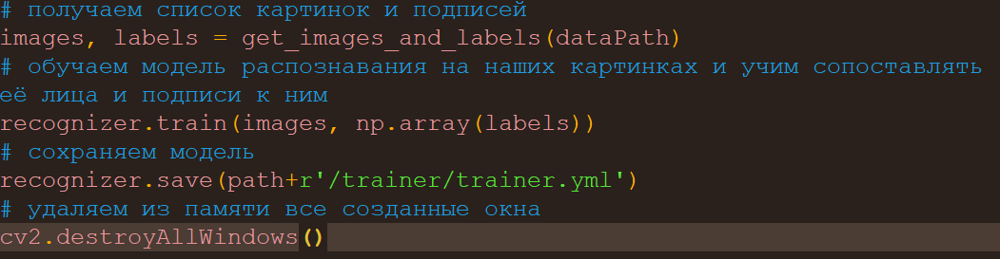 # получаем список картинок и подписей
images, labels = get_images_and_labels(dataPath)
# обучаем модель распознавания на наших картинках и учим сопоставлять
её лица и подписи к ним
recognizer.train(images, np.array(labels))
# сохраняем модель
recognizer.save(path+r'/trainer/trainer.yml')
# удаляем из памяти все созданные окна
cv2.destroyAllWindows()